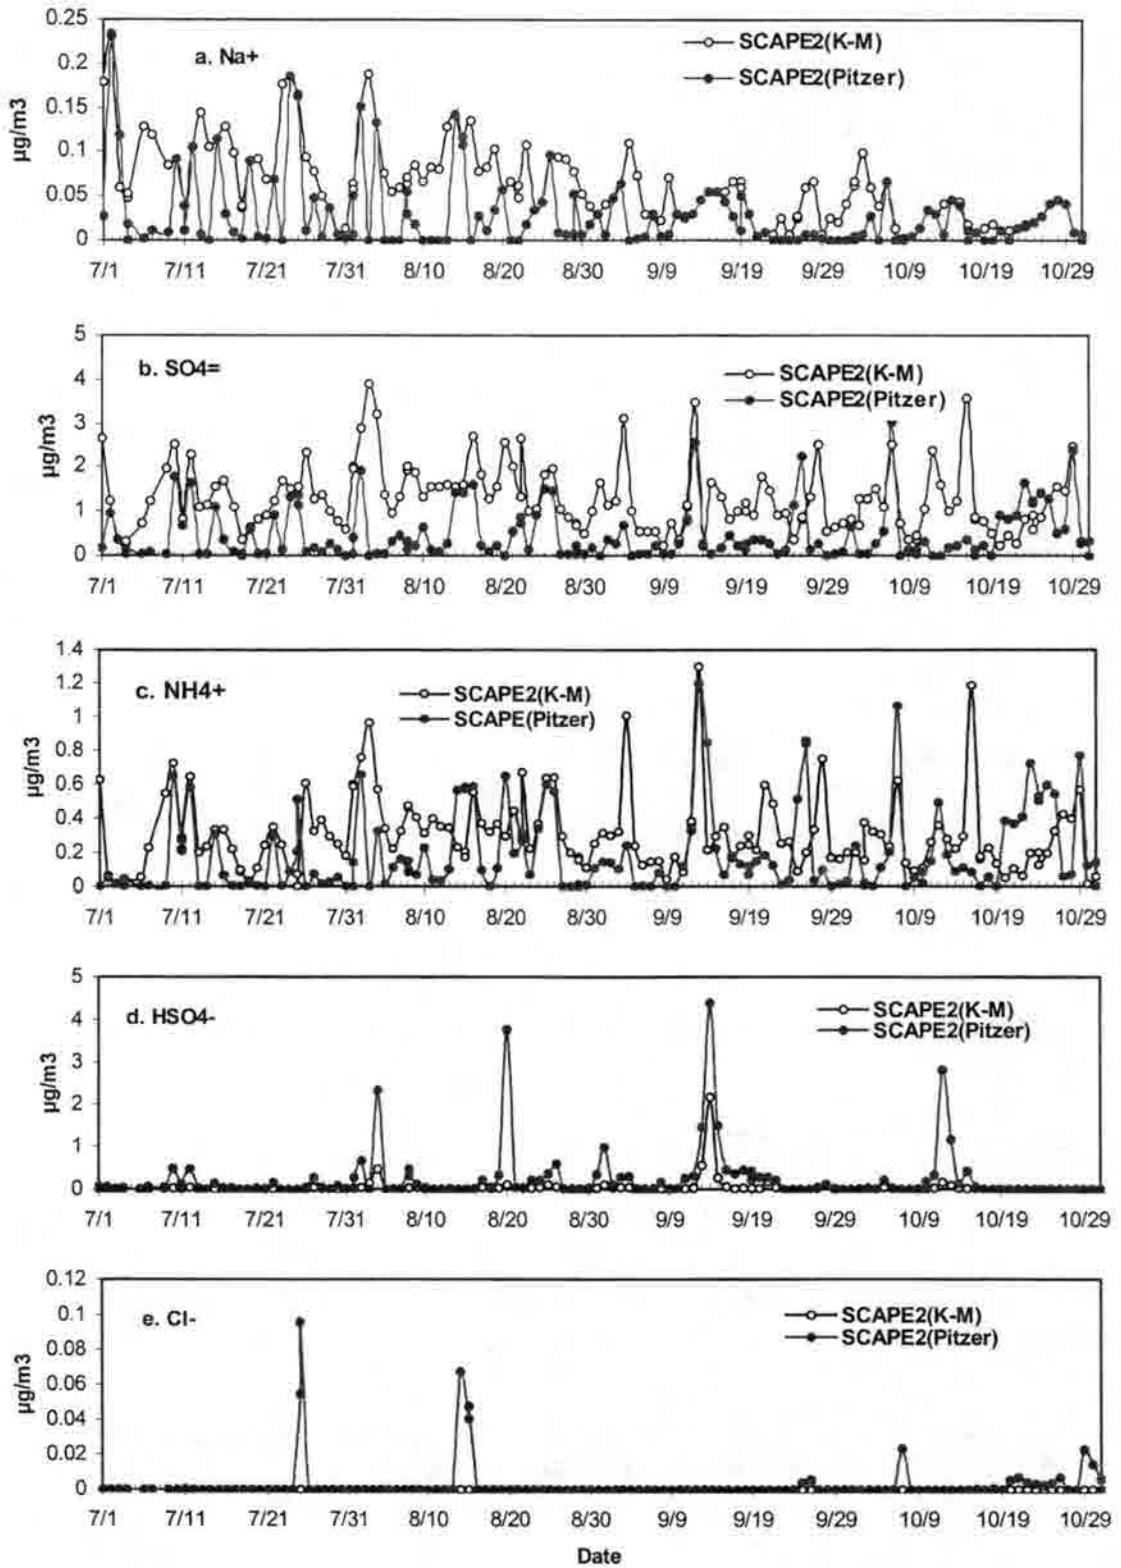 0.25
a. Na+
SCAPE2(K-M)
SCAPE2(Pitzer)
0.2
0.15
0.1
0.05
0
µg/m3
7/1 7/11 7/21 7/31 8/10 8/20 8/30 9/9 9/19 9/29 10/9 10/19 10/29
5
b. SO4=
SCAPE2(K-M)
SCAPE2(Pitzer)
4
3
2
1
0
µg/m3
7/1 7/11 7/21 7/31 8/10 8/20 8/30 9/9 9/19 9/29 10/9 10/19 10/29
1.4
c. NH4+
SCAPE2(K-M)
SCAPE(Pitzer)
1.2
1
0.8
0.6
0.4
0.2
0
µg/m3
7/1 7/11 7/21 7/31 8/10 8/20 8/30 9/9 9/19 9/29 10/9 10/19 10/29
5
d. HSO4-
SCAPE2(K-M)
SCAPE2(Pitzer)
4
3
2
1
0
µg/m3
7/1 7/11 7/21 7/31 8/10 8/20 8/30 9/9 9/19 9/29 10/9 10/19 10/29
0.12
e. Cl-
SCAPE2(K-M)
SCAPE2(Pitzer)
0.1
0.08
0.06
0.04
0.02
0
µg/m3
7/1 7/11 7/21 7/31 8/10 8/20 8/30 9/9 9/19 9/29 10/9 10/19 10/29
Date